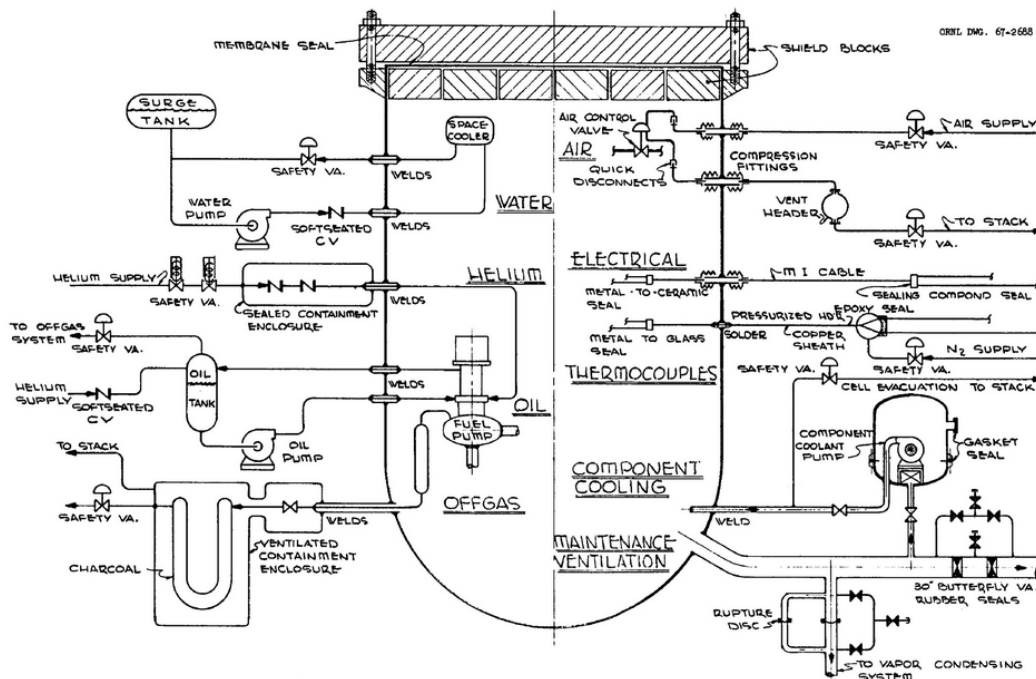 ORNL DWG. 67-2688
MEMBRANE SEAL
SHIELD BLOCKS
SURGE
TANK
SPACE
COOLER
SAFETY VA.
WELDS
WATER
PUMP
SOFTSEATED
CV
WELDS
WATER
HELIUM SUPPLY
SAFETY VA.
SEALED CONTAINMENT
ENCLOSURE
WELDS
HELIUM
TO OFFGAS
SYSTEM
SAFETY VA.
HELIUM
SUPPLY
SOFTSEATED
CV
OIL
TANK
OIL
PUMP
WELDS
FUEL
PUMP
OIL
TO STACK
SAFETY VA.
WELDS
OFFGAS
CHARCOAL
VENTILATED
CONTAINMENT
ENCLOSURE
AIR CONTROL
VALVE
AIR
QUICK
DISCONNECTS
COMPRESSION
FITTINGS
AIR SUPPLY
SAFETY VA.
VENT
HEADER
TO STACK
SAFETY VA.
ELECTRICAL
METAL-TO-CERAMIC
SEAL
M I CABLE
SEALING COMPOND SEAL
METAL TO GLASS
SEAL
SOLDER
PRESSURIZED HDR
COPPER
SHEATH
EPOXY SEAL
N2 SUPPLY
SAFETY VA.
THERMOCOUPLES
SAFETY VA.
CELL EVACUATION TO STACK
COMPONENT
COOLANT
PUMP
GASKET
SEAL
COMPONENT
COOLING
WELD
MAINTENANCE
VENTILATION
30" BUTTERFLY VA.
RUBBER SEALS
RUPTURE
DISC
TO VAPOR CONDENSING
SYSTEM